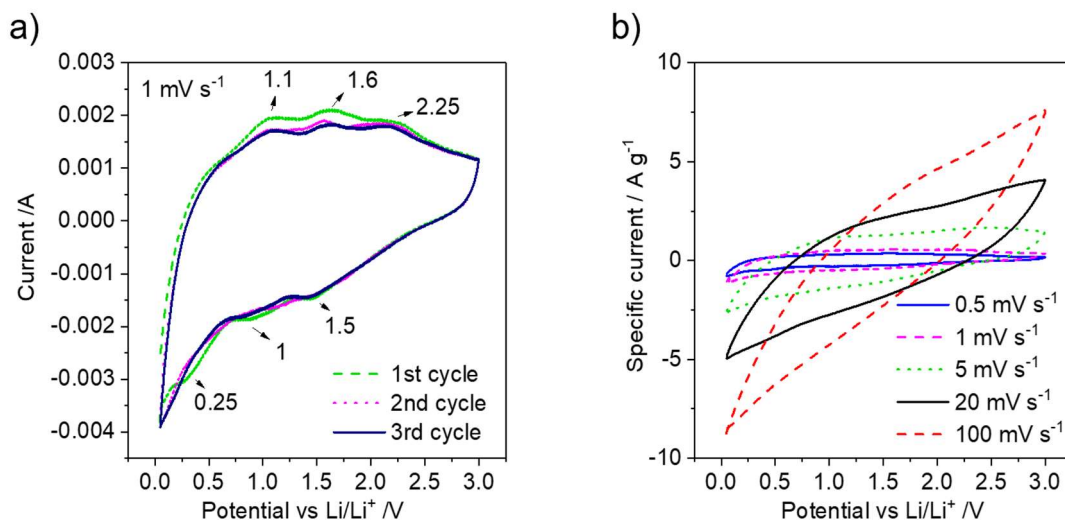 a)
0.003
0.002
0.001
0.000
-0.001
-0.002
-0.003
-0.004
Current /A
1 mV s⁻¹
1.1
1.6
2.25
1.5
1
0.25
1st cycle
2nd cycle
3rd cycle
0.0 0.5 1.0 1.5 2.0 2.5 3.0
Potential vs Li/Li⁺ /V
b)
10
5
0
-5
-10
Specific current / A g⁻¹
0.5 mV s⁻¹
1 mV s⁻¹
5 mV s⁻¹
20 mV s⁻¹
100 mV s⁻¹
0.0 0.5 1.0 1.5 2.0 2.5 3.0
Potential vs Li/Li⁺ /V